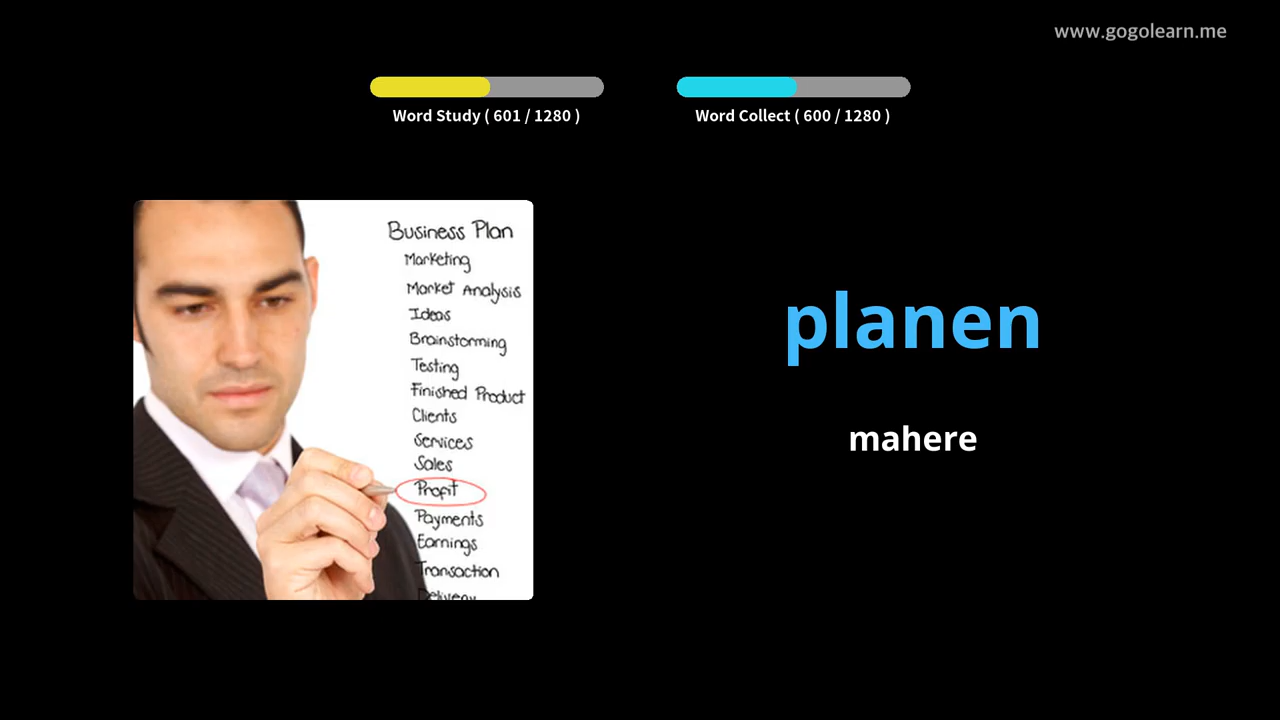 www.gogolearn.me
Word Study ( 601 / 1280 )
Word Collect ( 600 / 1280 )
Business Plan
Marketing
Market Analysis
Ideas
Brainstorming
Testing
Finished Product
Clients
Services
Sales
Profit
Payments
Earnings
Transaction
Delivery
planen
mahere